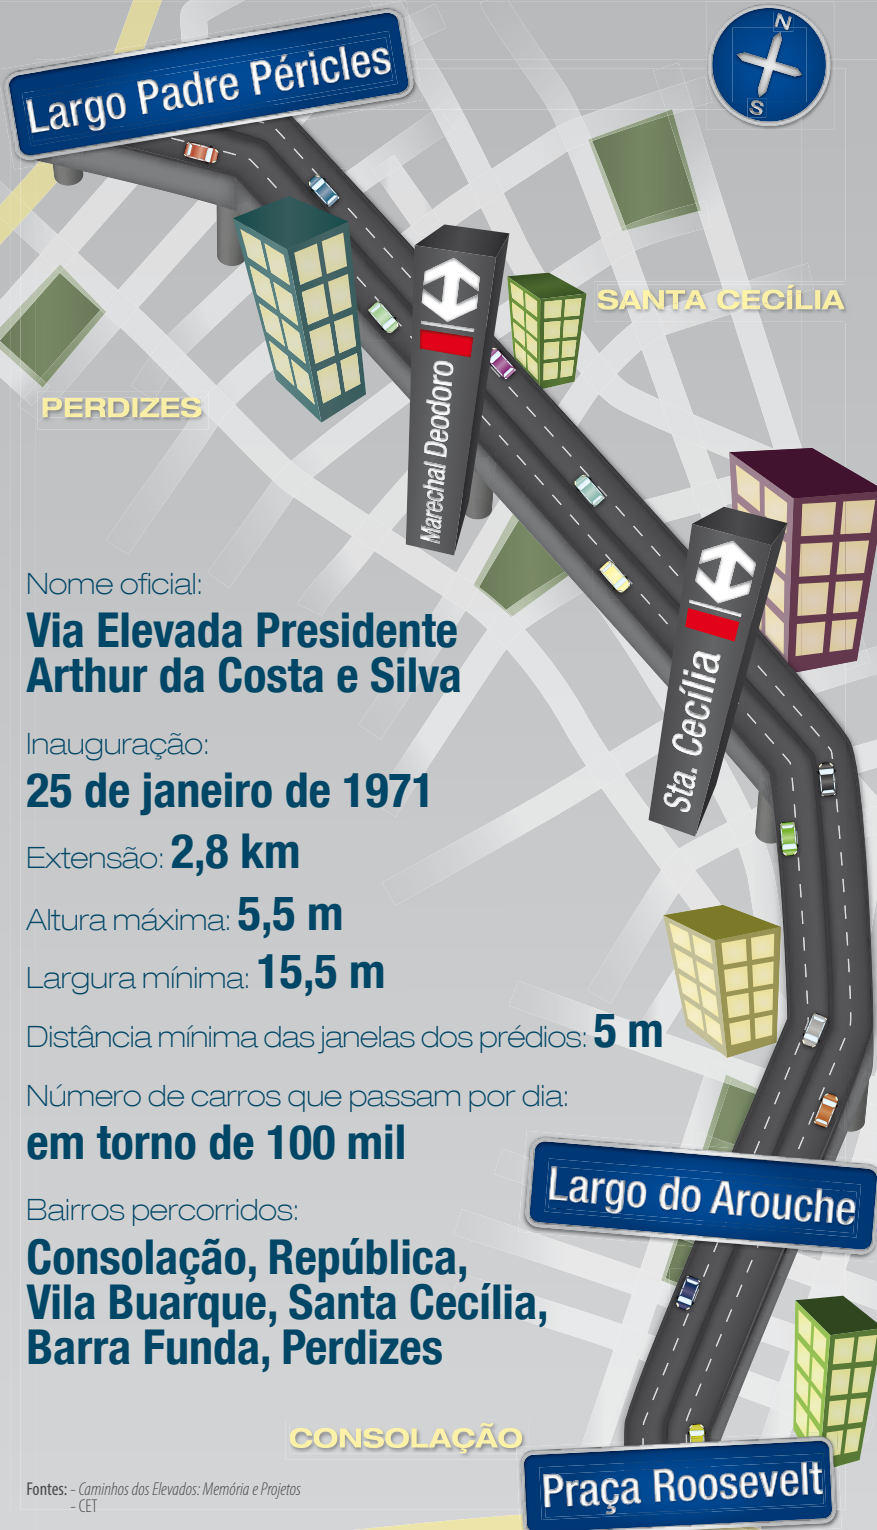 Largo Padre Péricles
N
S
SANTA CECÍLIA
PERDIZES
Marechal Deodoro
Sta. Cecília
Nome oficial:
Via Elevada Presidente
Arthur da Costa e Silva
Inauguração:
25 de janeiro de 1971
Extensão: 2,8 km
Altura máxima: 5,5 m
Largura mínima: 15,5 m
Distância mínima das janelas dos prédios: 5 m
Número de carros que passam por dia:
em torno de 100 mil
Largo do Arouche
Bairros percorridos:
Consolação, República,
Vila Buarque, Santa Cecília,
Barra Funda, Perdizes
CONSOLAÇÃO
Praça Roosevelt
Fontes: - Caminhos dos Elevados: Memória e Projetos
- CET